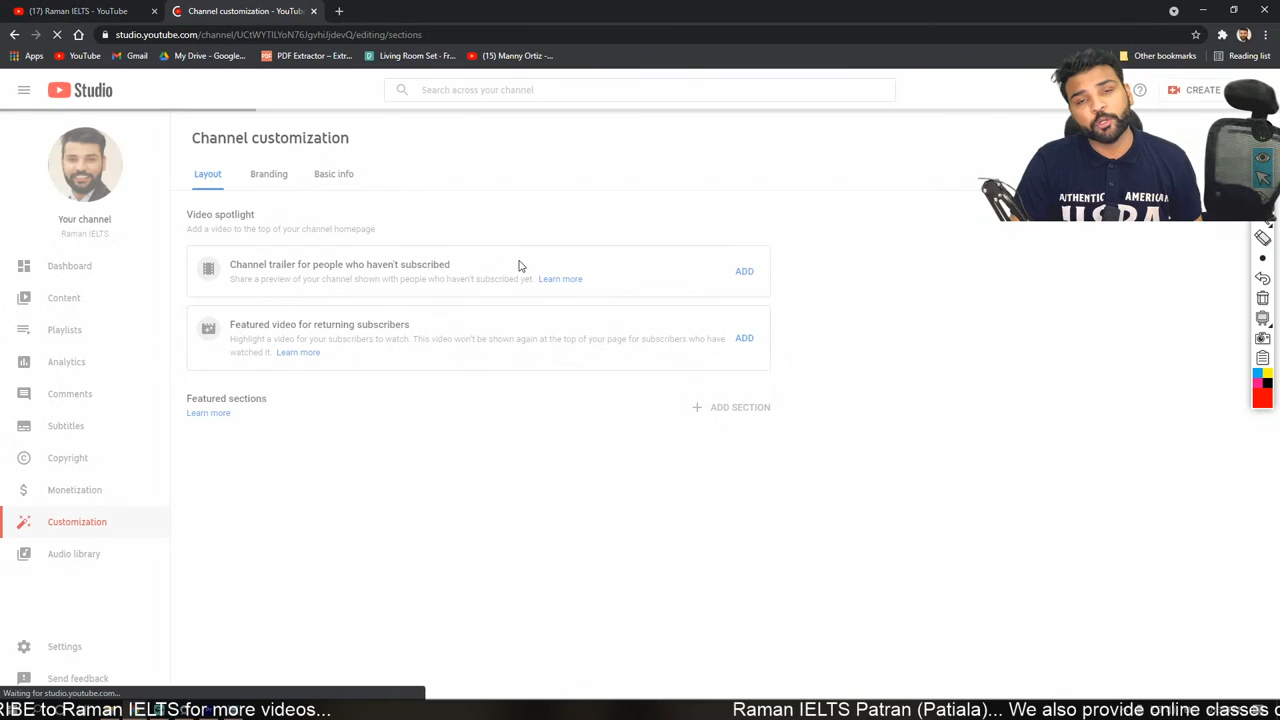 (17) Raman IELTS - YouTube
Channel customization - YouTub
studio.youtube.com/channel/UCtWYTlLYoN76JgvhiJjdevQ/editing/sections
Apps YouTube Gmail My Drive - Google... PDF Extractor – Extr... Living Room Set - Fr... (15) Manny Ortiz -... Other bookmarks Reading list
Studio
Search across your channel
CREATE
AUTHENTIC AMERICA
Your channel
Raman IELTS
Dashboard
Content
Playlists
Analytics
Comments
Subtitles
Copyright
Monetization
Customization
Audio library
Settings
Send feedback
Channel customization
Layout Branding Basic info
Video spotlight
Add a video to the top of your channel homepage
Channel trailer for people who haven't subscribed
Share a preview of your channel shown with people who haven't subscribed yet. Learn more
ADD
Featured video for returning subscribers
Highlight a video for your subscribers to watch. This video won't be shown again at the top of your page for subscribers who have
watched it. Learn more
ADD
Featured sections
Learn more
ADD SECTION
Waiting for studio.youtube.com...
RIBE to Raman IELTS for more videos... Raman IELTS Patran (Patiala)... We also provide online classes